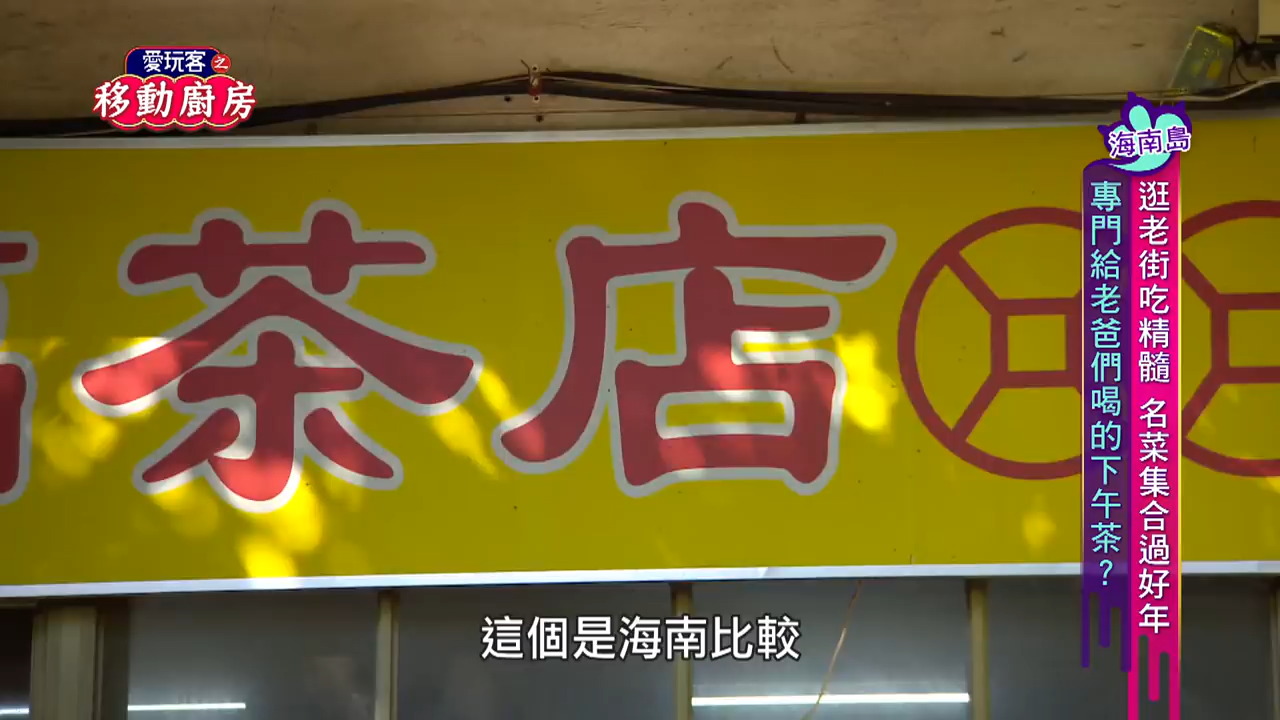 愛玩客之
移動廚房
海南島
逛老街吃精髓 名菜集合過好年
專門給老爸們喝的下午茶？
茶店
這個是海南比較